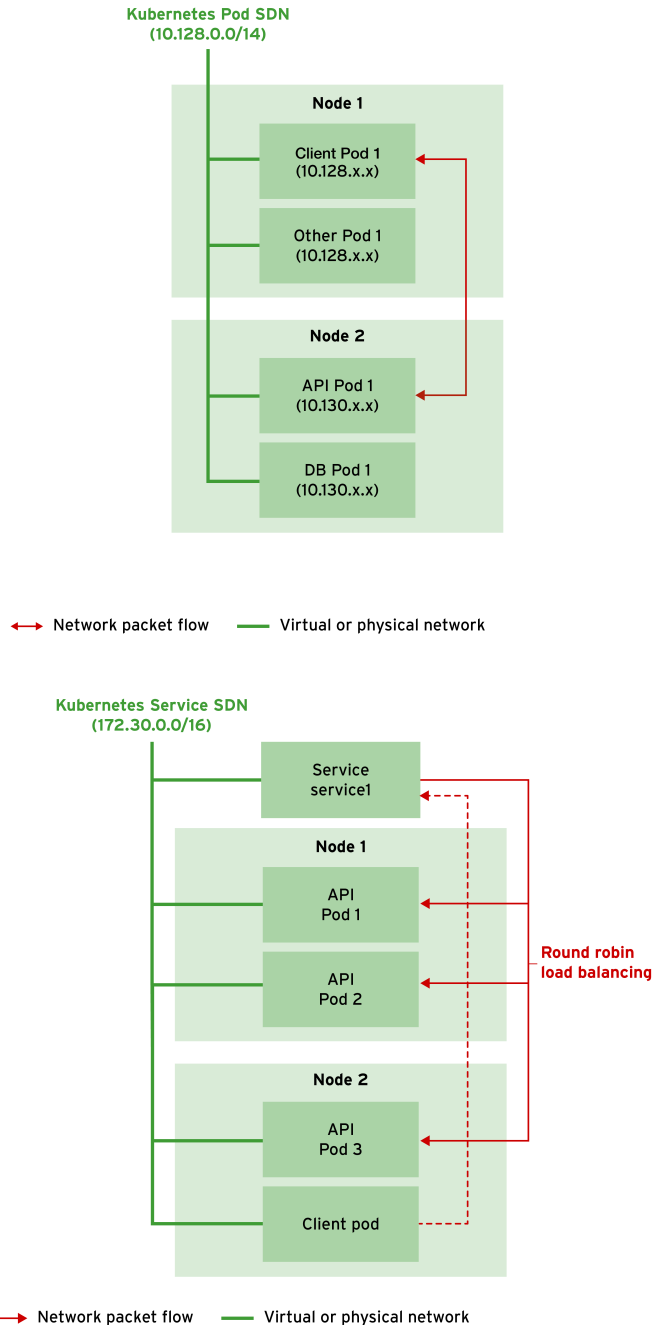 Kubernetes Pod SDN
(10.128.0.0/14)
Node 1
Client Pod 1
(10.128.x.x)
Other Pod 1
(10.128.x.x)
Node 2
API Pod 1
(10.130.x.x)
DB Pod 1
(10.130.x.x)
Network packet flow
Virtual or physical network
Kubernetes Service SDN
(172.30.0.0/16)
Service
service1
Node 1
API
Pod 1
API
Pod 2
Round robin
load balancing
Node 2
API
Pod 3
Client pod
Network packet flow
Virtual or physical network